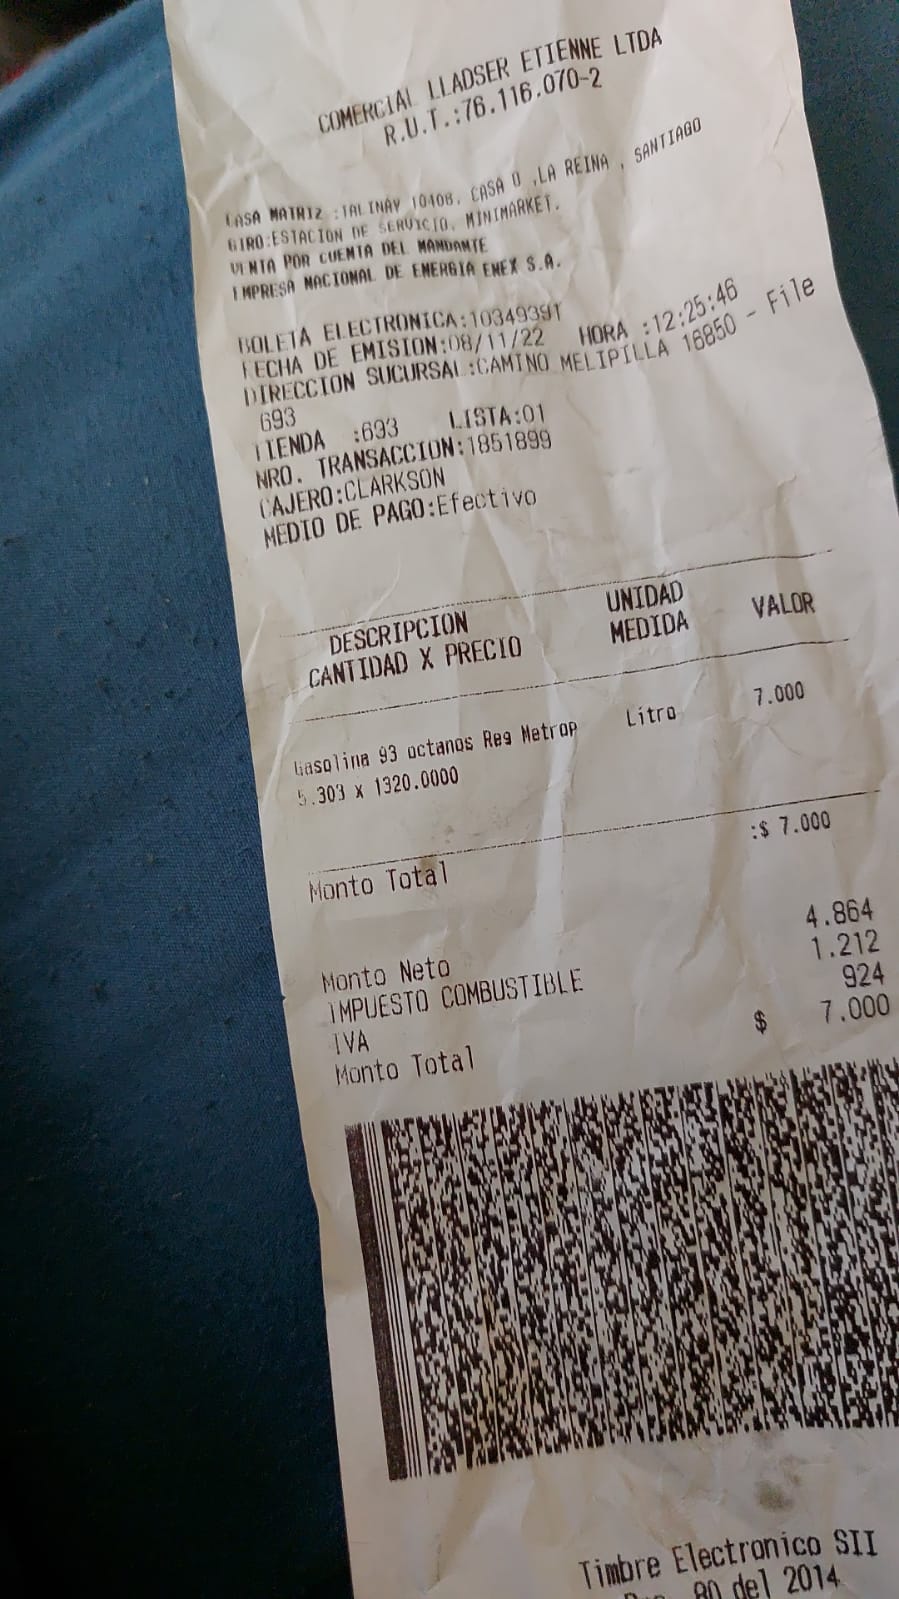 COMERCIAL LLADSER ETIENNE LTDA
R.U.T.:76.116.070-2
CASA MATRIZ :TALINAY 10408, CASA D ,LA REINA , SANTIAGO
GIRO:ESTACION DE SERVICIO, MINIMARKET.
VENTA POR CUENTA DEL MANDANTE
EMPRESA NACIONAL DE ENERGIA ENEX S.A.
BOLETA ELECTRONICA:
FECHA DE EMISION:08/11/22 HORA :12:25:46
DIRECCION SUCURSAL:CAMINO MELIPILLA 16850 - File
693
TIENDA :693 LISTA:01
NRO. TRANSACCION:1851899
CAJERO:CLARKSON
MEDIO DE PAGO:Efectivo
DESCRIPCION UNIDAD VALOR
CANTIDAD X PRECIO MEDIDA
Gasolina 93 octanos Reg Metrop Litro 7.000
5.303 x 1320.0000
Monto Total :$ 7.000
Monto Neto 4.864
IMPUESTO COMBUSTIBLE 1.212
IVA 924
Monto Total $ 7.000
Timbre Electronico SII
del 2014